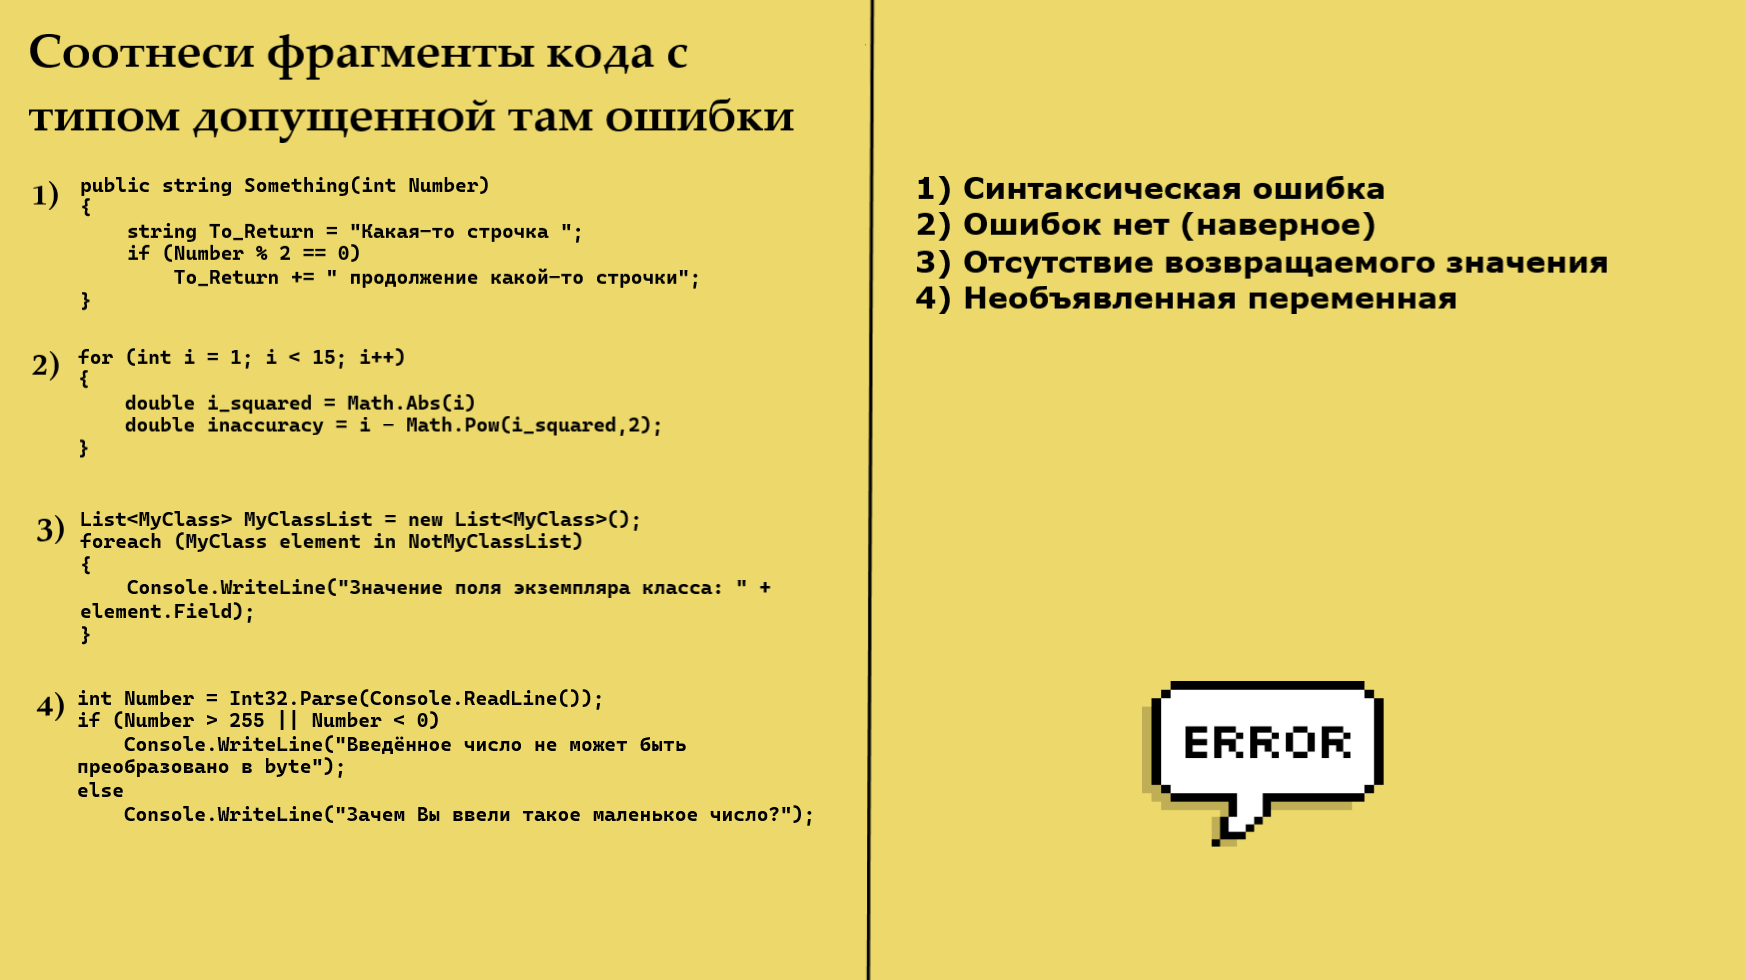 Соотнеси фрагменты кода с
типом допущенной там ошибки
1) public string Something(int Number)
{
string To_Return = "Какая-то строчка ";
if (Number % 2 == 0)
To_Return += " продолжение какой-то строчки";
}
2) for (int i = 1; i < 15; i++)
{
double i_squared = Math.Abs(i)
double inaccuracy = i - Math.Pow(i_squared,2);
}
3) List<MyClass> MyClassList = new List<MyClass>();
foreach (MyClass element in NotMyClassList)
{
Console.WriteLine("Значение поля экземпляра класса: " +
element.Field);
}
4) int Number = Int32.Parse(Console.ReadLine());
if (Number > 255 || Number < 0)
Console.WriteLine("Введённое число не может быть
преобразовано в byte");
else
Console.WriteLine("Зачем Вы ввели такое маленькое число?");
1) Синтаксическая ошибка
2) Ошибок нет (наверное)
3) Отсутствие возвращаемого значения
4) Необъявленная переменная
ERROR